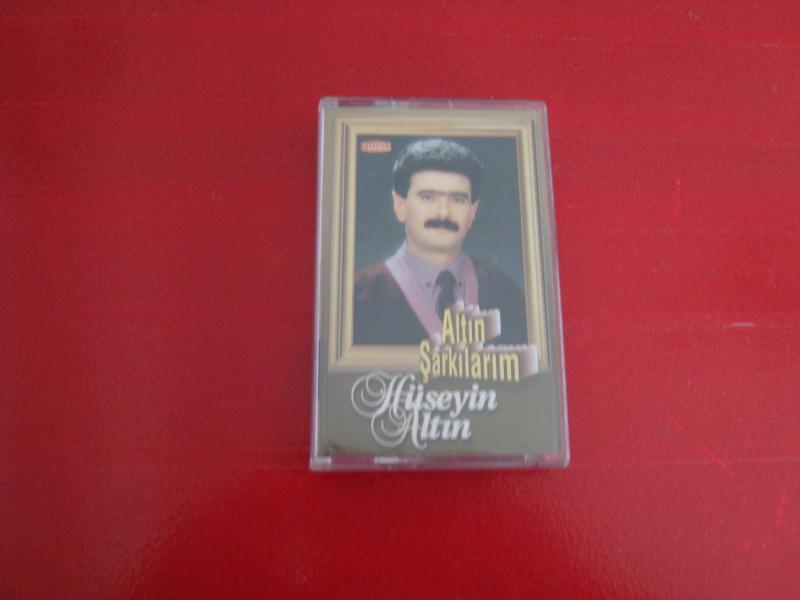 Altın
Şarkılarım
Hüseyin
Altın